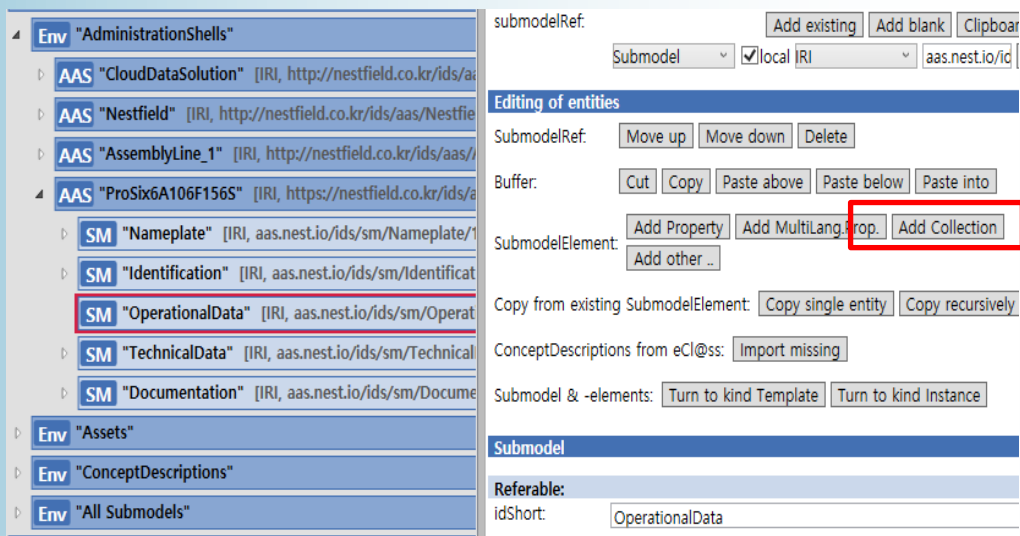 Env "AdministrationShells"
AAS "CloudDataSolution" [IRI, http://nestfield.co.kr/ids/aa
AAS "Nestfield" [IRI, http://nestfield.co.kr/ids/aas/Nestfie
AAS "AssemblyLine_1" [IRI, http://nestfield.co.kr/ids/aas/
AAS "ProSix6A106F156S" [IRI, https://nestfield.co.kr/ids/a
SM "Nameplate" [IRI, aas.nest.io/ids/sm/Nameplate/1
SM "Identification" [IRI, aas.nest.io/ids/sm/Identificat
SM "OperationalData" [IRI, aas.nest.io/ids/sm/Operat
SM "TechnicalData" [IRI, aas.nest.io/ids/sm/Technical
SM "Documentation" [IRI, aas.nest.io/ids/sm/Docume
Env "Assets"
Env "ConceptDescriptions"
Env "All Submodels"
submodelRef: Add existing Add blank Clipboar
Submodel local IRI aas.nest.io/id
Editing of entities
SubmodelRef: Move up Move down Delete
Buffer: Cut Copy Paste above Paste below Paste into
SubmodelElement: Add Property Add MultiLang.Prop. Add Collection
Add other ..
Copy from existing SubmodelElement: Copy single entity Copy recursively
ConceptDescriptions from eCl@ss: Import missing
Submodel & -elements: Turn to kind Template Turn to kind Instance
Submodel
Referable:
idShort: OperationalData